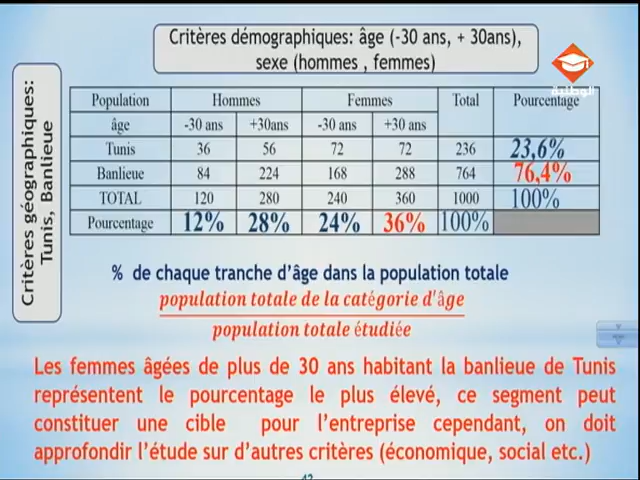 Critères démographiques: âge (-30 ans, + 30ans),
sexe (hommes , femmes)
الوطنية
Critères géographiques:
Tunis, Banlieue
Population Hommes Femmes Total Pourcentage
âge -30 ans +30ans -30 ans +30 ans
Tunis 36 56 72 72 236 23,6%
Banlieue 84 224 168 288 764 76,4%
TOTAL 120 280 240 360 1000 100%
Pourcentage 12% 28% 24% 36% 100%
% de chaque tranche d'âge dans la population totale
population totale de la catégorie d'âge
population totale étudiée
Les femmes âgées de plus de 30 ans habitant la banlieue de Tunis
représentent le pourcentage le plus élevé, ce segment peut
constituer une cible pour l'entreprise cependant, on doit
approfondir l'étude sur d'autres critères (économique, social etc.)